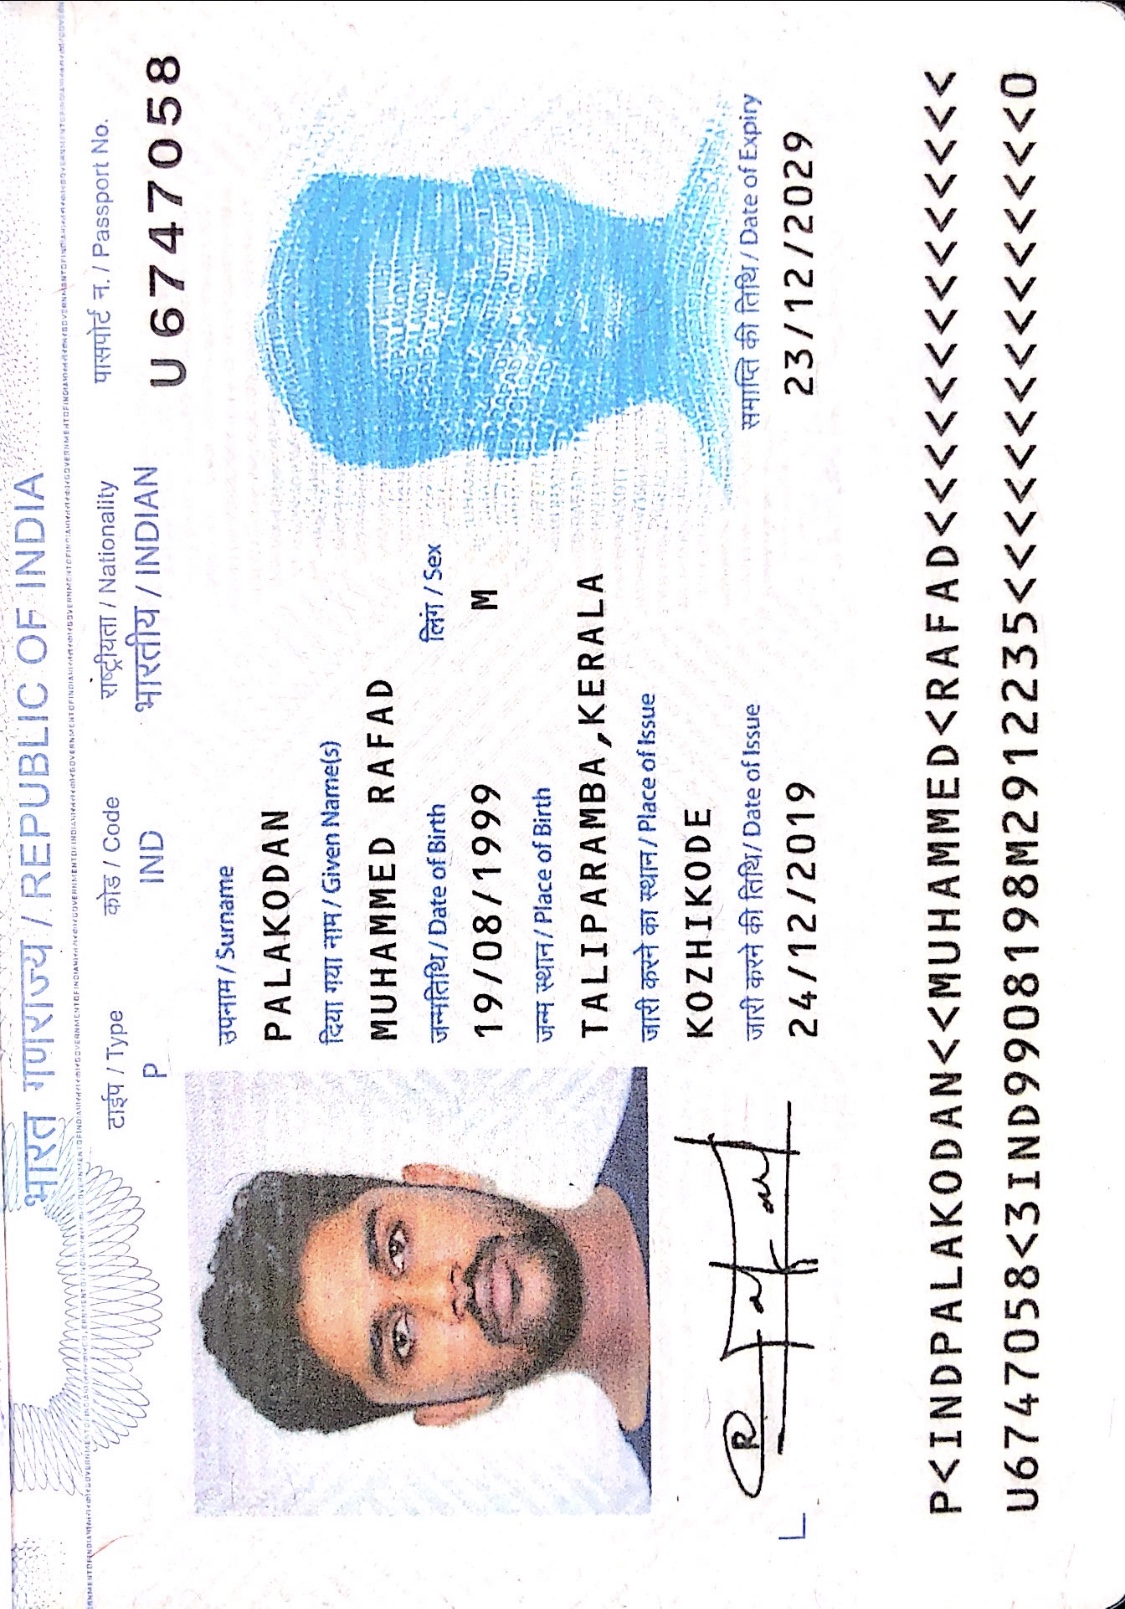 भारत गणराज्य / REPUBLIC OF INDIA
टाईप / Type
कोड / Code
राष्ट्रीयता / Nationality
पासपोर्ट न. / Passport No.
P
IND
भारतीय / INDIAN
U6747058
उपनाम / Surname
PALAKODAN
दिया गया नाम / Given Name(s)
MUHAMMED RAFAD
जन्मतिथि / Date of Birth
लिंग / Sex
19/08/1999
M
जन्म स्थान / Place of Birth
TALIPARAMBA,KERALA
जारी करने का स्थान / Place of Issue
KOZHIKODE
जारी करने की तिथि / Date of Issue
समाप्ति की तिथि / Date of Expiry
24/12/2019
23/12/2029
P<INDPALAKODAN<<MUHAMMED<RAFAD<<<<<<<<<<<<<<
U6747058<3IND9908198M2912235<<<<<<<<<<<<<<<0